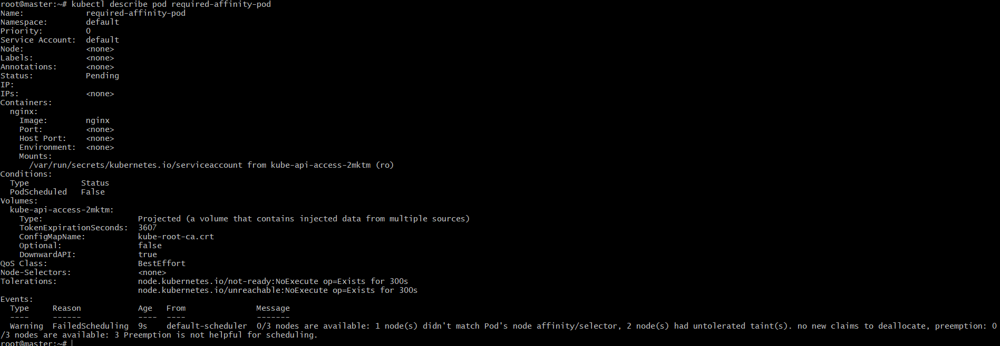 root@master:~# kubectl describe pod required-affinity-pod
Name:             required-affinity-pod
Namespace:        default
Priority:         0
Service Account:  default
Node:             <none>
Labels:           <none>
Annotations:      <none>
Status:           Pending
IP:
IPs:              <none>
Containers:
  nginx:
    Image:        nginx
    Port:         <none>
    Host Port:    <none>
    Environment:  <none>
    Mounts:
      /var/run/secrets/kubernetes.io/serviceaccount from kube-api-access-2mktm (ro)
Conditions:
  Type           Status
  PodScheduled   False
Volumes:
  kube-api-access-2mktm:
    Type:                    Projected (a volume that contains injected data from multiple sources)
    TokenExpirationSeconds:  3607
    ConfigMapName:           kube-root-ca.crt
    Optional:                false
    DownwardAPI:             true
QoS Class:                   BestEffort
Node-Selectors:              <none>
Tolerations:                 node.kubernetes.io/not-ready:NoExecute op=Exists for 300s
                             node.kubernetes.io/unreachable:NoExecute op=Exists for 300s
Events:
  Type     Reason            Age   From               Message
  ----     ------            ----  ----               -------
  Warning  FailedScheduling  9s    default-scheduler  0/3 nodes are available: 1 node(s) didn't match Pod's node affinity/selector, 2 node(s) had untolerated taint(s). no new claims to deallocate, preemption: 0
/3 nodes are available: 3 Preemption is not helpful for scheduling.
root@master:~#